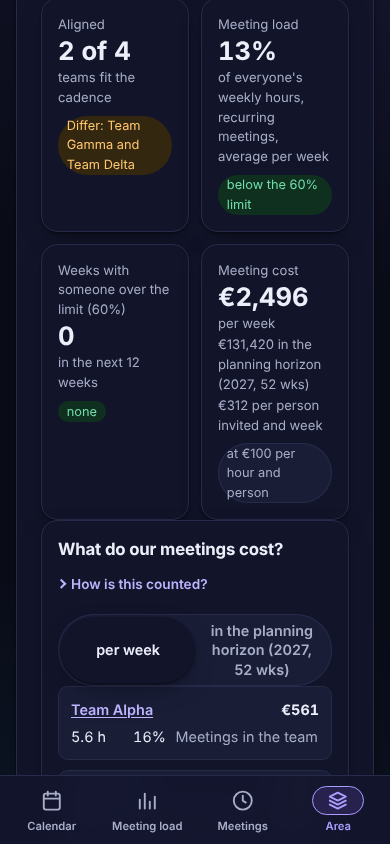 Aligned
2 of 4
teams fit the
cadence
Differ: Team
Gamma and
Team Delta
Meeting load
13%
of everyone's
weekly hours,
recurring
meetings,
average per week
below the 60%
limit
Weeks with
someone over the
limit (60%)
0
in the next 12
weeks
none
Meeting cost
€2,496
per week
€131,420 in the
planning horizon
(2027, 52 wks)
€312 per person
invited and week
at €100 per
hour and
person
What do our meetings cost?
How is this counted?
per week
in the planning
horizon (2027,
52 wks)
Team Alpha €561
5.6 h 16% Meetings in the team
Calendar Meeting load Meetings Area